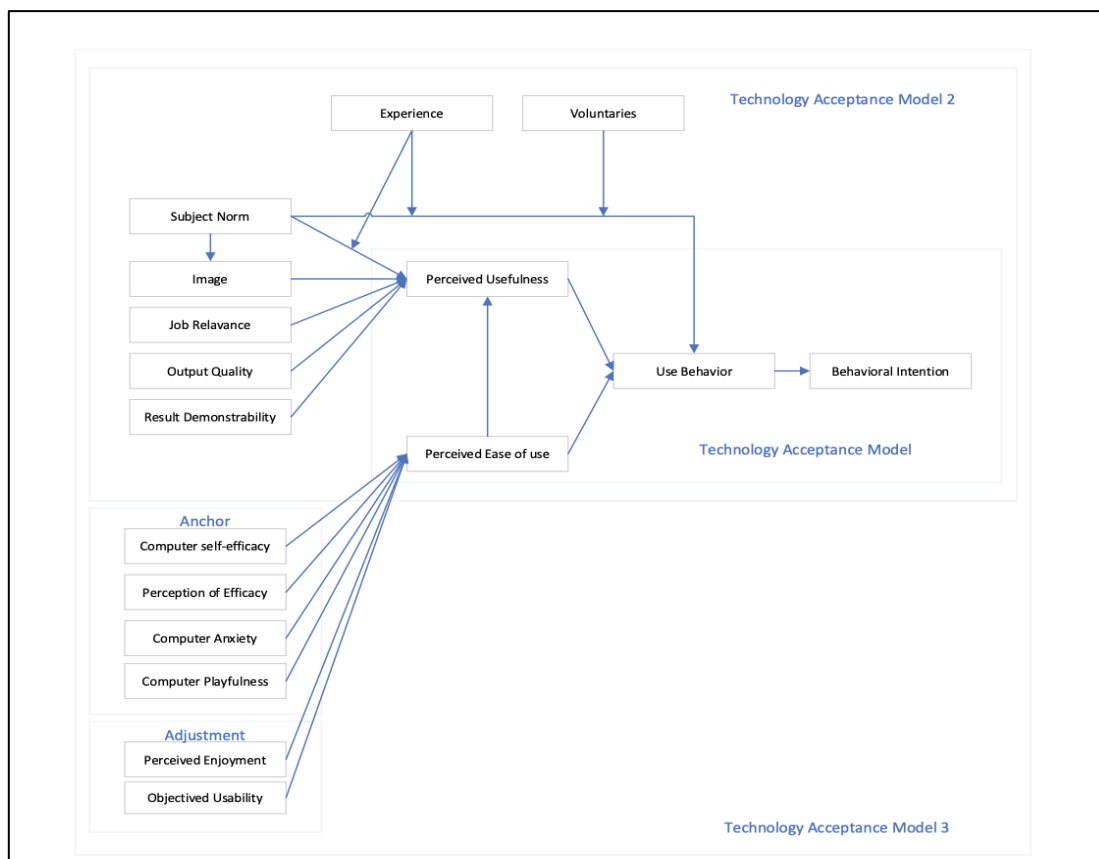 Technology Acceptance Model 2
Experience
Voluntaries
Subject Norm
Image
Perceived Usefulness
Job Relavance
Output Quality
Use Behavior
Behavioral Intention
Result Demonstrability
Perceived Ease of use
Technology Acceptance Model
Anchor
Computer self-efficacy
Perception of Efficacy
Computer Anxiety
Computer Playfulness
Adjustment
Perceived Enjoyment
Objectived Usability
Technology Acceptance Model 3